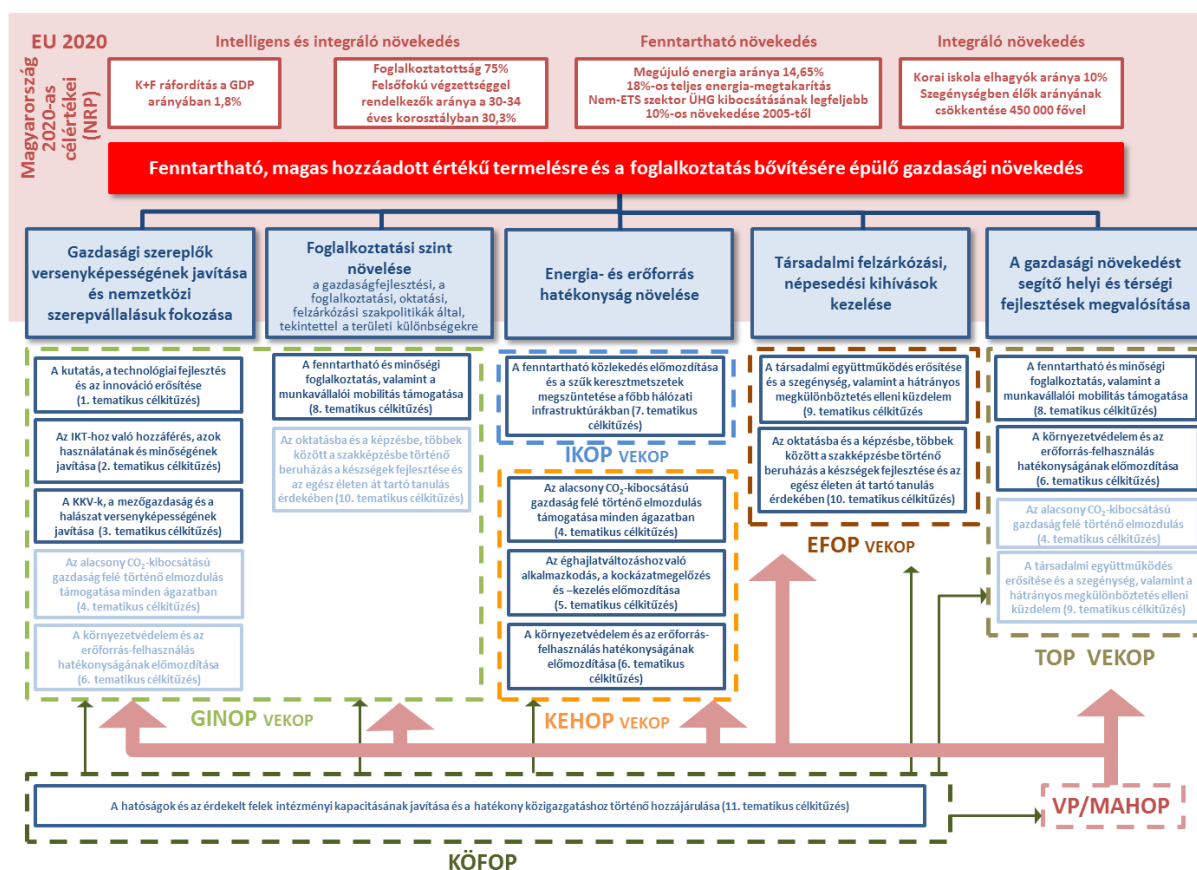 EU 2020
Magyarország
2020-as
célértékei
(NRP)
Intelligens és integráló növekedés
Fenntartható növekedés
Integráló növekedés
K+F ráfordítás a GDP
arányában 1,8%
Foglalkoztatottság 75%
Felsőfokú végzettséggel
rendelkezők aránya a 30-34
éves korosztályban 30,3%
Megújuló energia aránya 14,65%
18%-os teljes energia-megtakarítás
Nem-ETS szektor ÜHG kibocsátásának legfeljebb
10%-os növekedése 2005-től
Korai iskola elhagyók aránya 10%
Szegénységben élők arányának
csökkentése 450 000 fővel
Fenntartható, magas hozzáadott értékű termelésre és a foglalkoztatás bővítésére épülő gazdasági növekedés
Gazdasági szereplők
versenyképességének javítása
és nemzetközi
szerepvállalásuk fokozása
Foglalkoztatási szint
növelése
a gazdaságfejlesztési, a
foglalkoztatási, oktatási,
felzárkózási szakpolitikák által,
tekintettel a területi különbségekre
Energia- és erőforrás
hatékonyság növelése
Társadalmi felzárkózási,
népesedési kihívások
kezelése
A gazdasági növekedést
segítő helyi és térségi
fejlesztések megvalósítása
A kutatás, a technológiai fejlesztés
és az innováció erősítése
(1. tematikus célkitűzés)
Az IKT-hoz való hozzáférés, azok
használatának és minőségének
javítása (2. tematikus célkitűzés)
A KKV-k, a mezőgazdaság és a
halászat versenyképességének
javítása (3. tematikus célkitűzés)
Az alacsony CO₂-kibocsátású
gazdaság felé történő elmozdulás
támogatása minden ágazatban
(4. tematikus célkitűzés)
A környezetvédelem és az
erőforrás-felhasználás
hatékonyságának előmozdítása
(6. tematikus célkitűzés)
A fenntartható és minőségi
foglalkoztatás, valamint a
munkavállalói mobilitás támogatása
(8. tematikus célkitűzés)
Az oktatásba és a képzésbe, többek
között a szakképzésbe történő
beruházás a készségek fejlesztése és
az egész életen át tartó tanulás
érdekében (10. tematikus célkitűzés)
GINOP VEKOP
A fenntartható közlekedés előmozdítása
és a szűk keresztmetszetek
megszüntetése a főbb hálózati
infrastruktúrákban (7. tematikus
célkitűzés)
IKOP VEKOP
Az alacsony CO₂-kibocsátású
gazdaság felé történő elmozdulás
támogatása minden ágazatban
(4. tematikus célkitűzés)
Az éghajlatváltozáshoz való
alkalmazkodás, a kockázatmegelőzés
és –kezelés előmozdítása
(5. tematikus célkitűzés)
A környezetvédelem és az erőforrás-
felhasználás hatékonyságának
előmozdítása (6. tematikus
célkitűzés)
KEHOP VEKOP
A társadalmi együttműködés erősítése
és a szegénység, valamint a hátrányos
megkülönböztetés elleni küzdelem
(9. tematikus célkitűzés
Az oktatásba és a képzésbe, többek
között a szakképzésbe történő
beruházás a készségek fejlesztése és az
egész életen át tartó tanulás
érdekében (10. tematikus célkitűzés)
EFOP VEKOP
A fenntartható és minőségi
foglalkoztatás, valamint a
munkavállalói mobilitás támogatása
(8. tematikus célkitűzés)
A környezetvédelem és az
erőforrás-felhasználás
hatékonyságának előmozdítása
(6. tematikus célkitűzés)
Az alacsony CO₂-kibocsátású
gazdaság felé történő elmozdulás
(4. tematikus célkitűzés)
A társadalmi együttműködés
erősítése és a szegénység, valamint a
hátrányos megkülönböztetés elleni
küzdelem (9. tematikus célkitűzés)
TOP VEKOP
A hatóságok és az érdekelt felek intézményi kapacitásának javítása és a hatékony közigazgatáshoz történő hozzájárulása (11. tematikus célkitűzés)
KÖFOP
VP/MAHOP